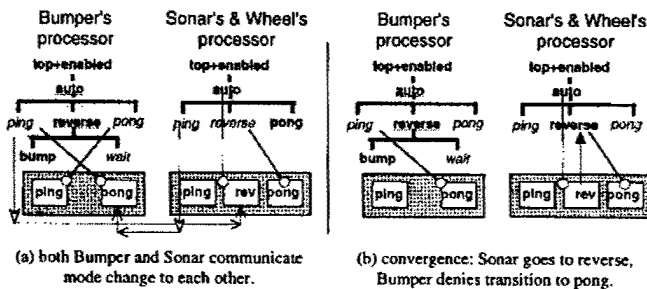 Bumper's processor
Sonar's & Wheel's processor
top+enabled
auto
ping reverse pong
bump wait
ping pong
top+enabled
auto
ping reverse pong
ping rev pong
(a) both Bumper and Sonar communicate
mode change to each other.
Bumper's processor
Sonar's & Wheel's processor
top+enabled
auto
ping reverse pong
bump wait
ping pong
top+enabled
auto
ping reverse pong
ping rev pong
(b) convergence: Sonar goes to reverse,
Bumper denies transition to pong.